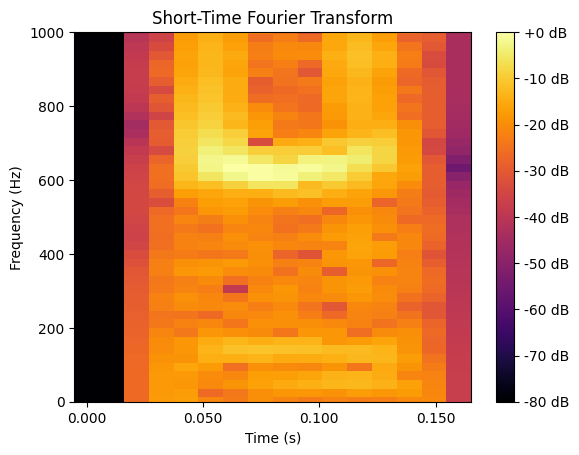 Short-Time Fourier Transform
1000
800
600
400
200
0
Frequency (Hz)
0.000
0.050
0.100
0.150
Time (s)
+0 dB
-10 dB
-20 dB
-30 dB
-40 dB
-50 dB
-60 dB
-70 dB
-80 dB